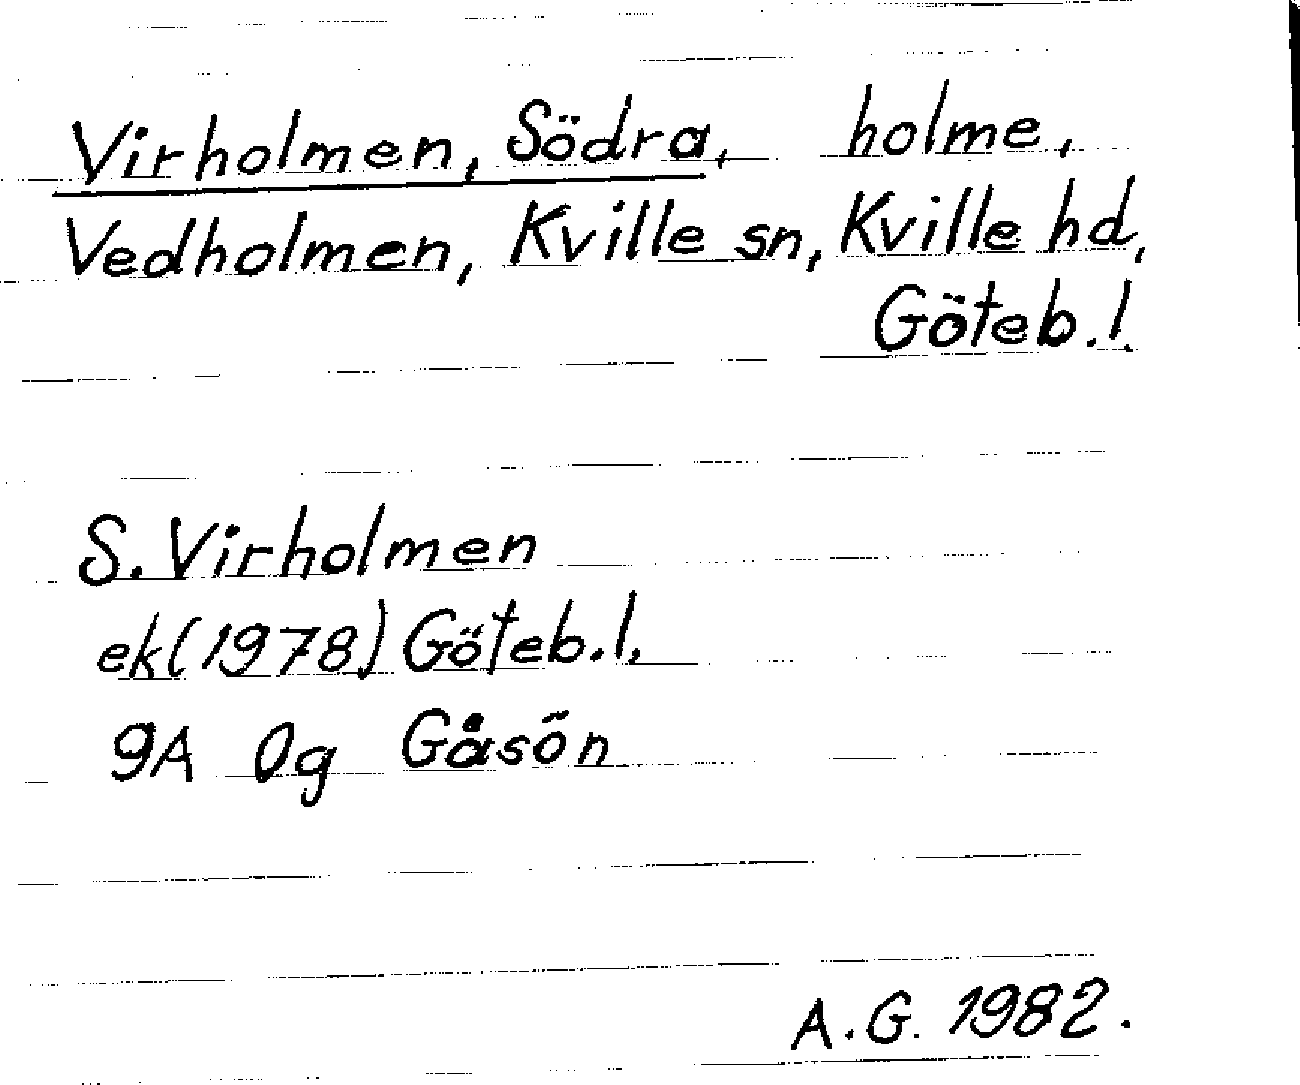 Virholmen, Södra, holme,
Vedholmen, Kville sn, Kville hd,
Göteb. l.
S. Virholmen
ek (1978) Göteb. l.
9A 0g Gåsön
A.G. 1982.